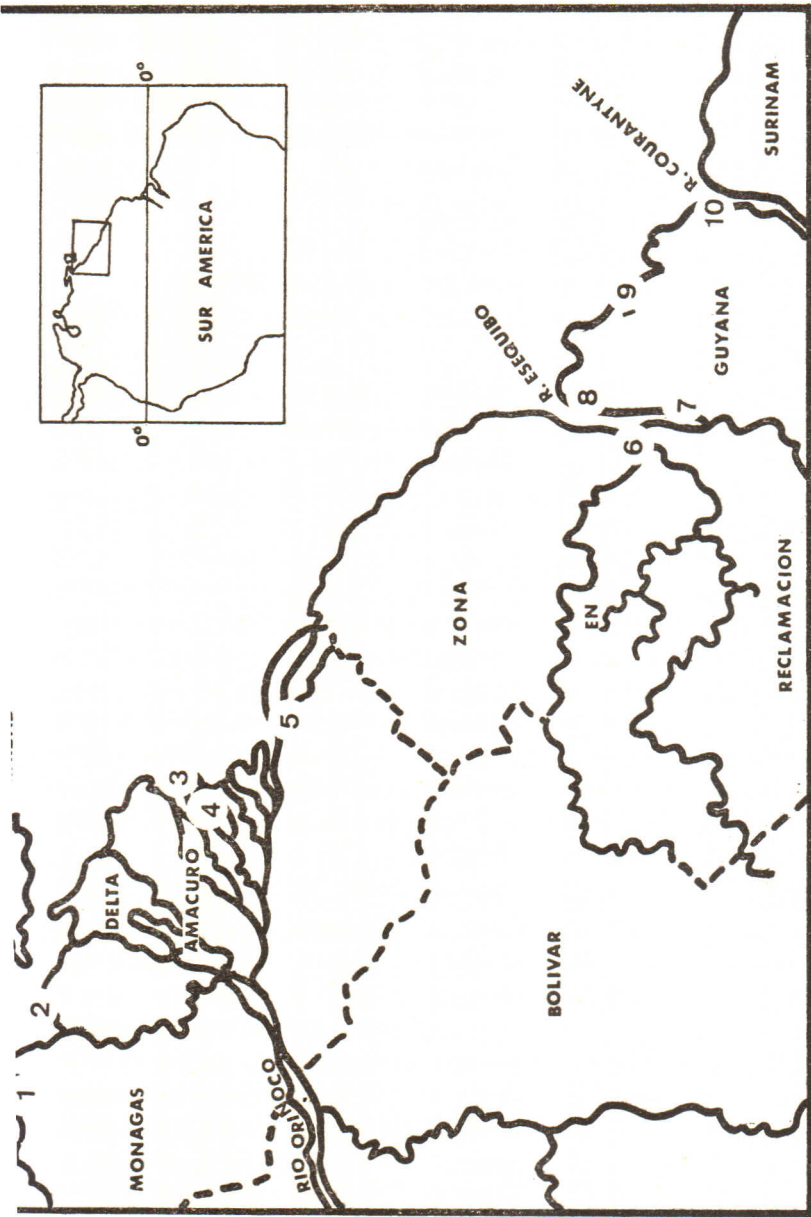 0°
0°
SUR AMERICA
1
2
3
4
5
6
7
8
9
10
MONAGAS
DELTA
AMACURO
RIO ORINOCO
BOLIVAR
ZONA
EN
RECLAMACION
R. ESEQUIBO
R. COURANTYNE
GUYANA
SURINAM